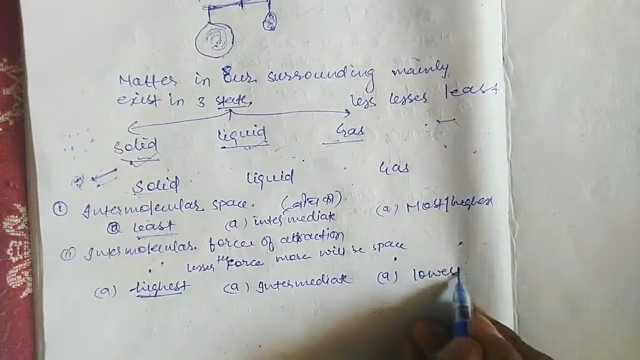 Matter in our surrounding mainly
exist in 3 state.
less lesser least
Solid liquid Gas
Solid liquid Gas
(i) Intermolecular space. (बीच का)
(a) least (a) intermediate (a) Most/highest
(ii) Intermolecular forces of attraction
∵ lesser the force more will be space
(a) highest (a) Intermediate (a) lowest